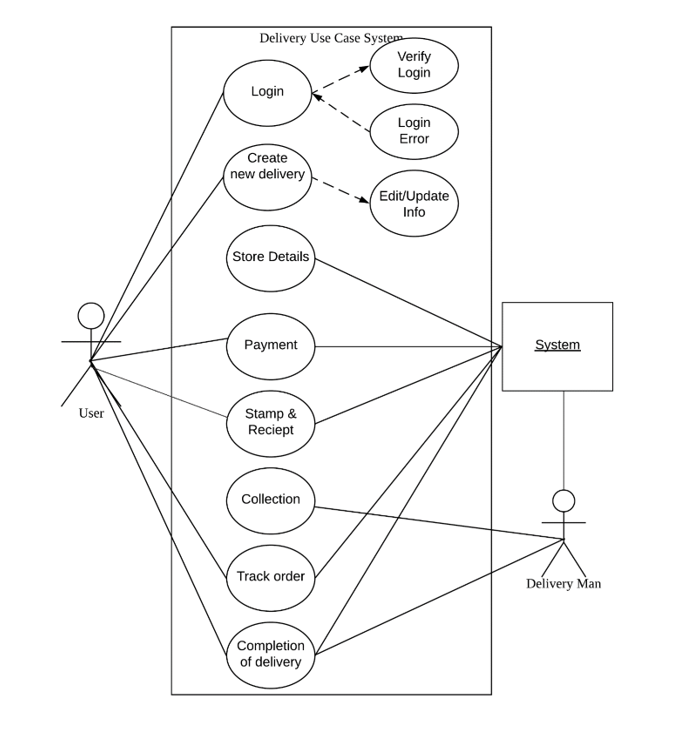 Delivery Use Case System
Verify
Login
Login
Login
Error
Create
new delivery
Edit/Update
Info
Store Details
Payment
System
Stamp &
Reciept
User
Collection
Track order
Delivery Man
Completion
of delivery